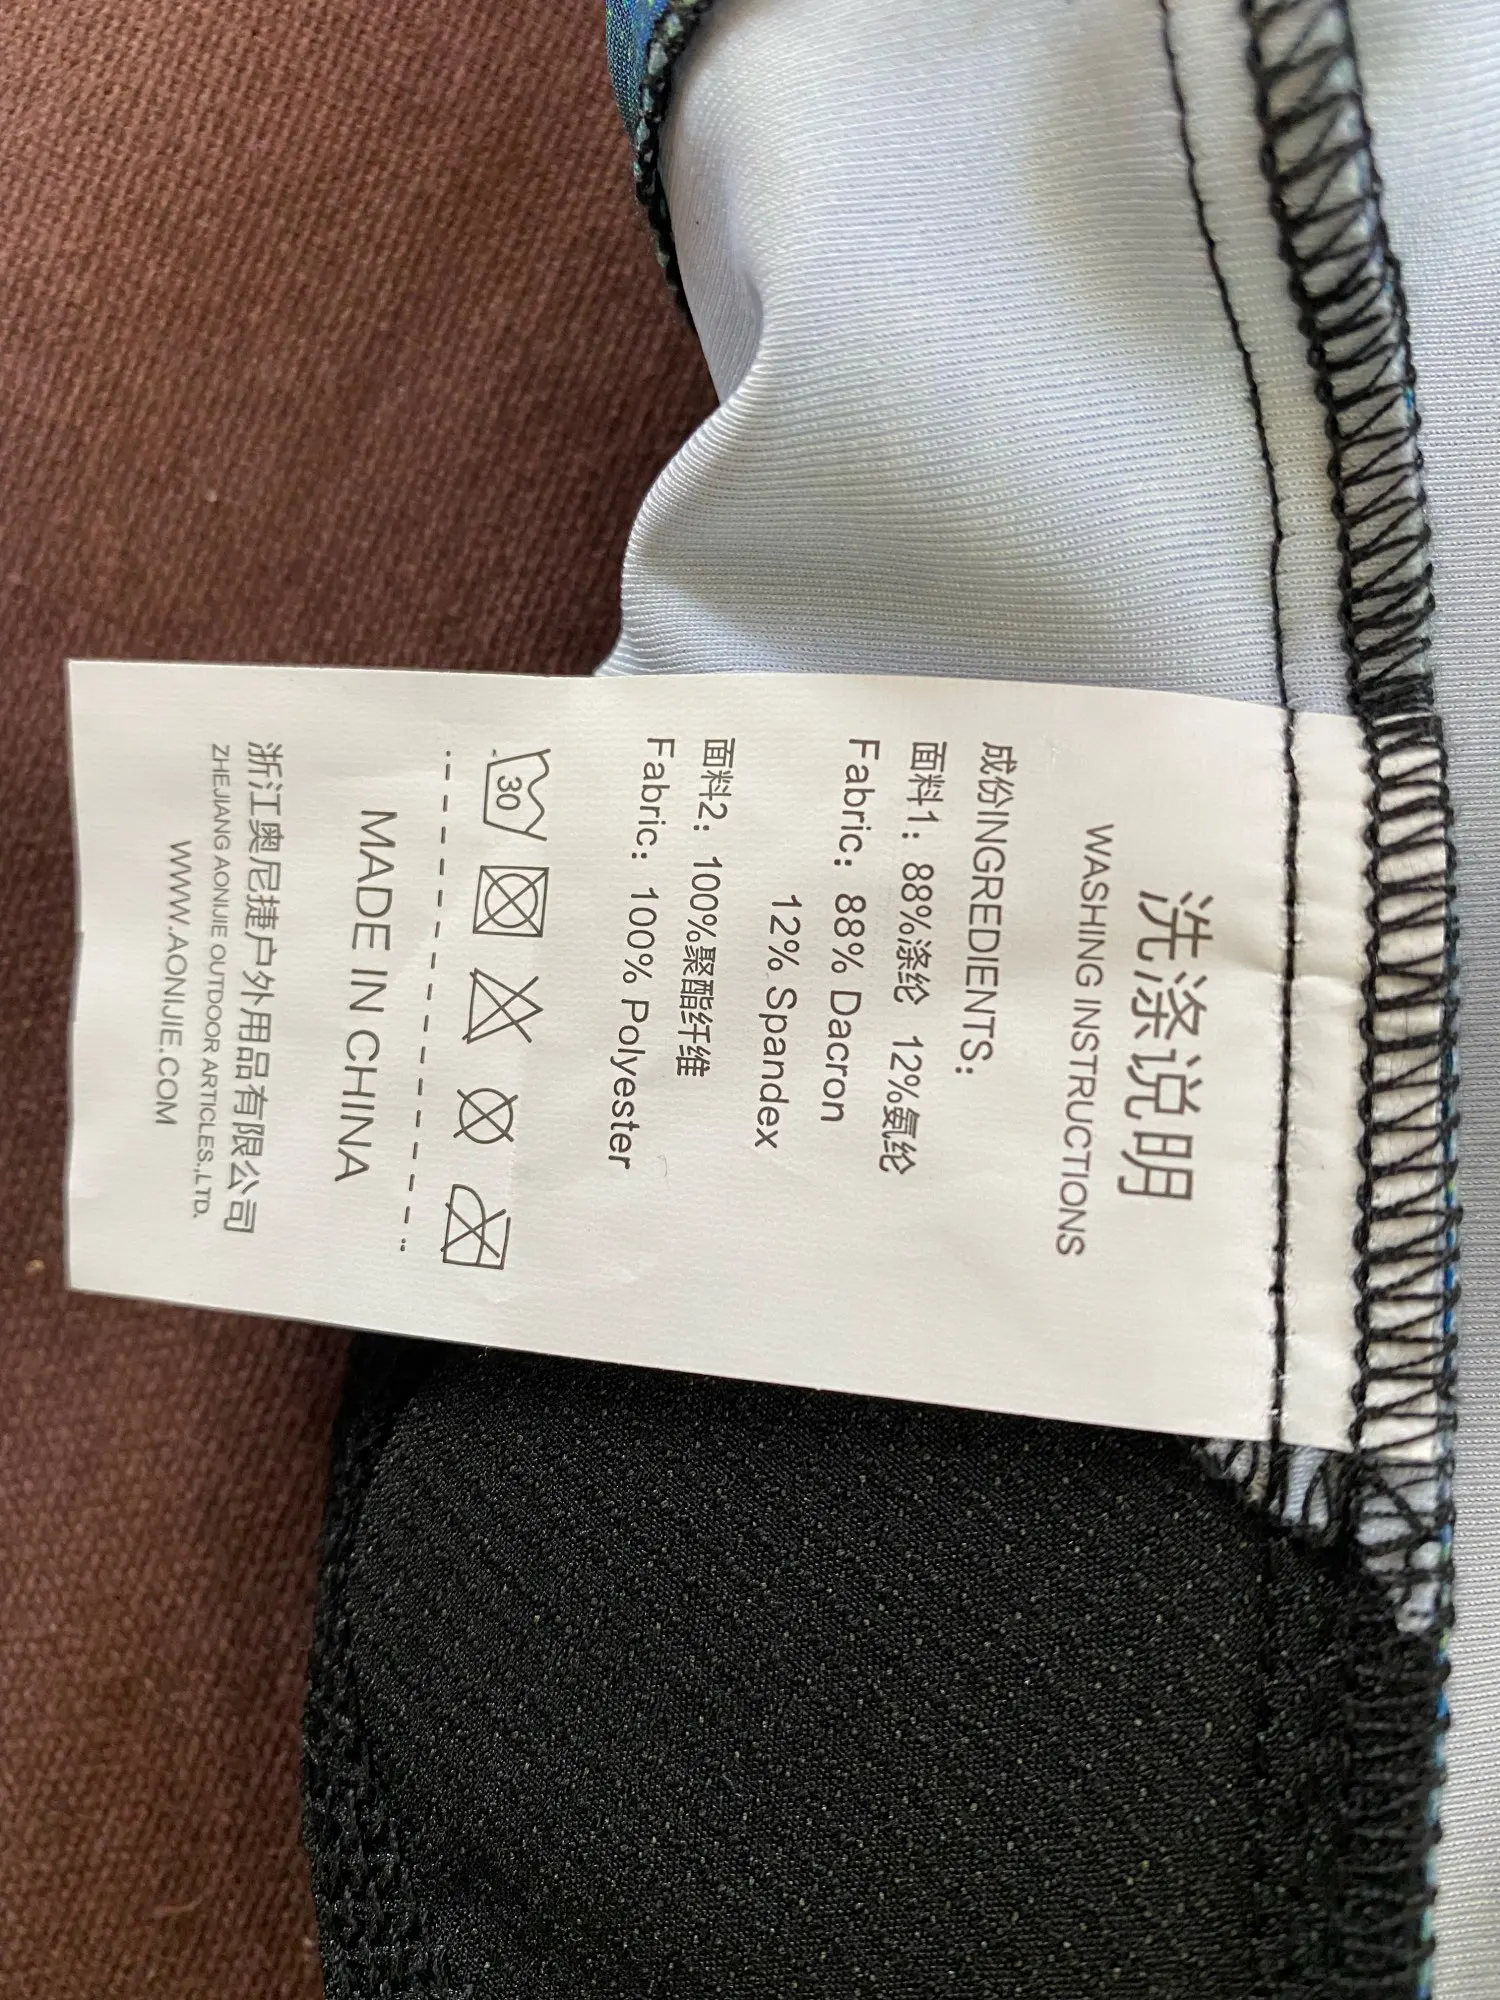 洗涤说明
WASHING INSTRUCTIONS
成份INGREDIENTS:
面料1: 88%涤纶 12%氨纶
Fabric: 88% Dacron
12% Spandex
面料2: 100%聚酯纤维
Fabric: 100% Polyester
30
MADE IN CHINA
浙江奥尼捷户外用品有限公司
ZHEJIANG AONIJIE OUTDOOR ARTICLES.,LTD.
WWW.AONIJIE.COM